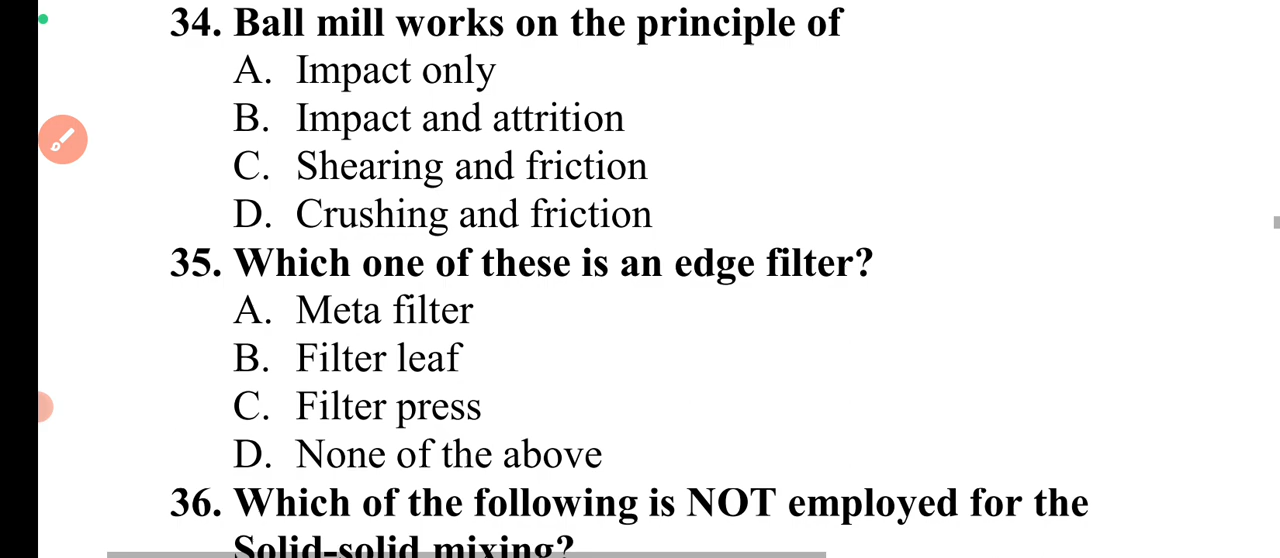 34. Ball mill works on the principle of
A. Impact only
B. Impact and attrition
C. Shearing and friction
D. Crushing and friction
35. Which one of these is an edge filter?
A. Meta filter
B. Filter leaf
C. Filter press
D. None of the above
36. Which of the following is NOT employed for the
Solid-solid mixing?